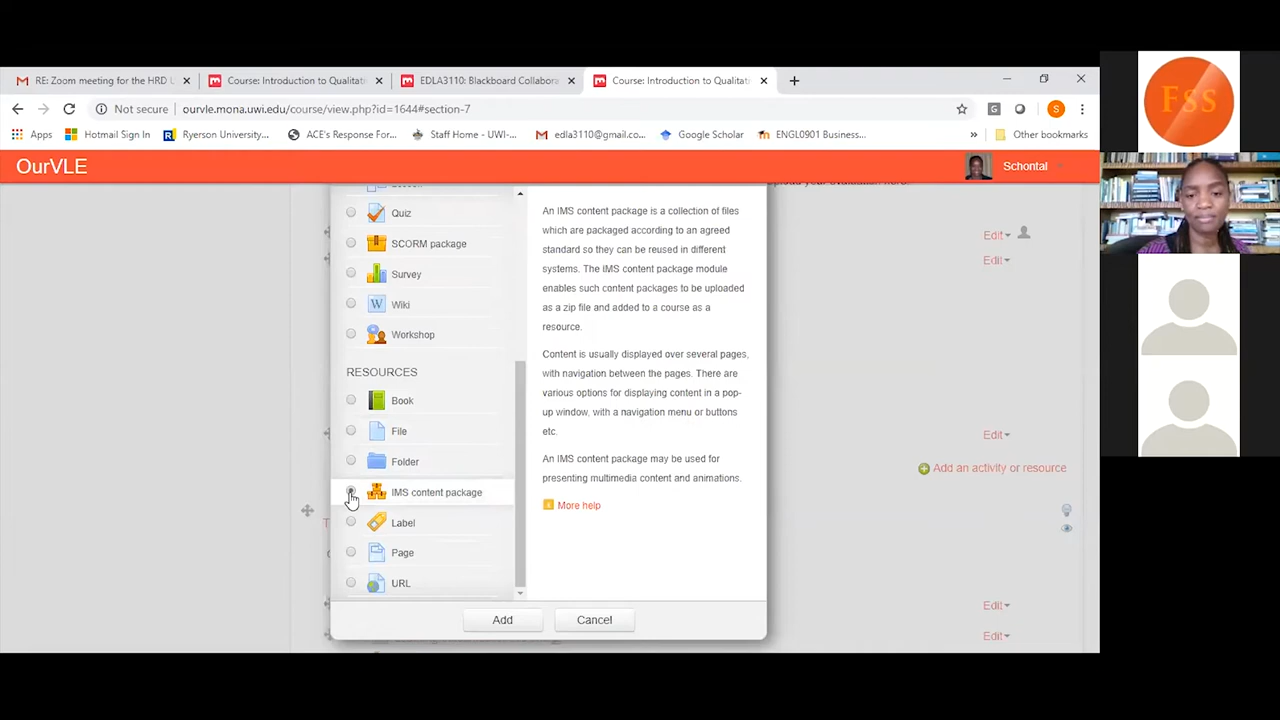 RE: Zoom meeting for the HRD U
Course: Introduction to Qualitati
EDLA3110: Blackboard Collabora
Course: Introduction to Qualitati
Not secure
ourvle.mona.uwi.edu/course/view.php?id=1644#section-7
Apps
Hotmail Sign In
Ryerson University...
ACE's Response For...
Staff Home - UWI-...
edla3110@gmail.co...
Google Scholar
ENGL0901 Business...
»
Other bookmarks
OurVLE
Schontal
Fss
Quiz
SCORM package
Survey
Wiki
Workshop
RESOURCES
Book
File
Folder
IMS content package
Label
Page
URL
An IMS content package is a collection of files
which are packaged according to an agreed
standard so they can be reused in different
systems. The IMS content package module
enables such content packages to be uploaded
as a zip file and added to a course as a
resource.
Content is usually displayed over several pages,
with navigation between the pages. There are
various options for displaying content in a pop-
up window, with a navigation menu or buttons
etc.
An IMS content package may be used for
presenting multimedia content and animations.
More help
Add
Cancel
Edit
Edit
Edit
Add an activity or resource
Edit
Edit